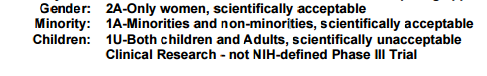 Gender: 2A-Only women, scientifically acceptable
Minority: 1A-Minorities and non-minorities, scientifically acceptable
Children: 1U-Both children and Adults, scientifically unacceptable
Clinical Research - not NIH-defined Phase III Trial